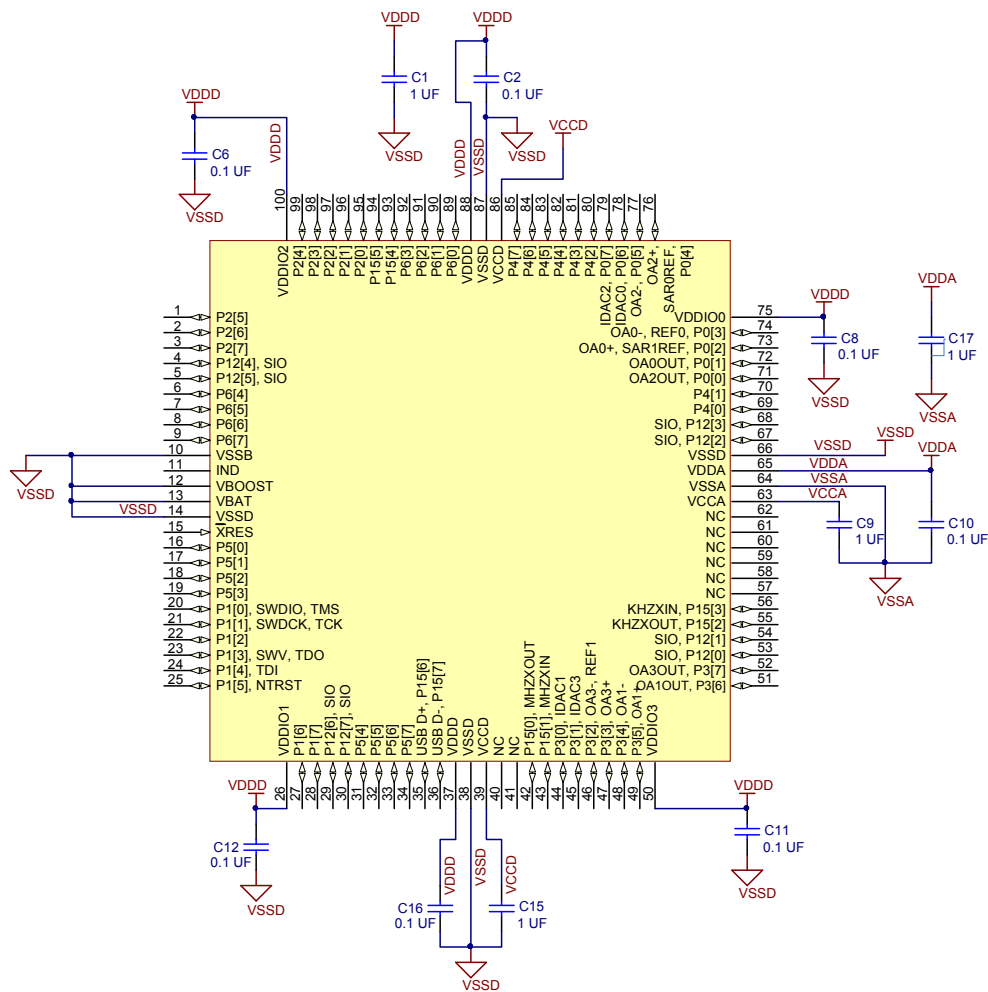 VDDD
VDDD
C1
1 UF
C2
0.1 UF
VDDD
C6
0.1 UF
VDDD
VDDD
VSSD
VCCD
VSSD
VSSD
VSSD
100
99
98
97
96
95
94
93
92
91
90
89
88
87
86
85
84
83
82
81
80
79
78
77
76
VDDIO2
P2[4]
P2[3]
P2[2]
P2[1]
P2[0]
P15[5]
P15[4]
P6[3]
P6[2]
P6[1]
P6[0]
VDDD
VSSD
VCCD
P4[7]
P4[6]
P4[5]
P4[4]
P4[3]
P4[2]
IDAC2, P0[7]
IDAC0, P0[6]
OA2-, P0[5]
OA2+,
SAR0REF,
P0[4]
1 P2[5]
2 P2[6]
3 P2[7]
4 P12[4], SIO
5 P12[5], SIO
6 P6[4]
7 P6[5]
8 P6[6]
9 P6[7]
10 VSSB
11 IND
12 VBOOST
13 VBAT
VSSD 14 VSSD
15 XRES
16 P5[0]
17 P5[1]
18 P5[2]
19 P5[3]
20 P1[0], SWDIO, TMS
21 P1[1], SWDCK, TCK
22 P1[2]
23 P1[3], SWV, TDO
24 P1[4], TDI
25 P1[5], NTRST
VSSD
VDDIO0 75
OA0-, REF0, P0[3] 74
OA0+, SAR1REF, P0[2] 73
OA0OUT, P0[1] 72
OA2OUT, P0[0] 71
P4[1] 70
P4[0] 69
SIO, P12[3] 68
SIO, P12[2] 67
VSSD 66 VSSD
VDDA 65 VDDA
VSSA 64 VSSA
VCCA 63 VCCA
NC 62
NC 61
NC 60
NC 59
NC 58
NC 57
KHZXIN, P15[3] 56
KHZXOUT, P15[2] 55
SIO, P12[1] 54
SIO, P12[0] 53
OA3OUT, P3[7] 52
OA1OUT, P3[6] 51
VDDD
C8
0.1 UF
VSSD
VDDA
C17
1 UF
VSSA
VSSD
VDDA
C9
1 UF
C10
0.1 UF
VSSA
VDDIO1
P1[6]
P1[7]
P12[6], SIO
P12[7], SIO
P5[4]
P5[5]
P5[6]
P5[7]
USB D+, P15[6]
USB D-, P15[7]
VDDD
VSSD
VCCD
NC
NC
P15[0], MHZXOUT
P15[1], MHZXIN
P3[0], IDAC1
P3[1], IDAC3
P3[2], OA3-, REF1
P3[3], OA3+
P3[4], OA1-
P3[5], OA1+
VDDIO3
26
27
28
29
30
31
32
33
34
35
36
37
38
39
40
41
42
43
44
45
46
47
48
49
50
VDDD
C12
0.1 UF
VSSD
VDDD
VSSD
VCCD
C16
0.1 UF
C15
1 UF
VSSD
VDDD
C11
0.1 UF
VSSD